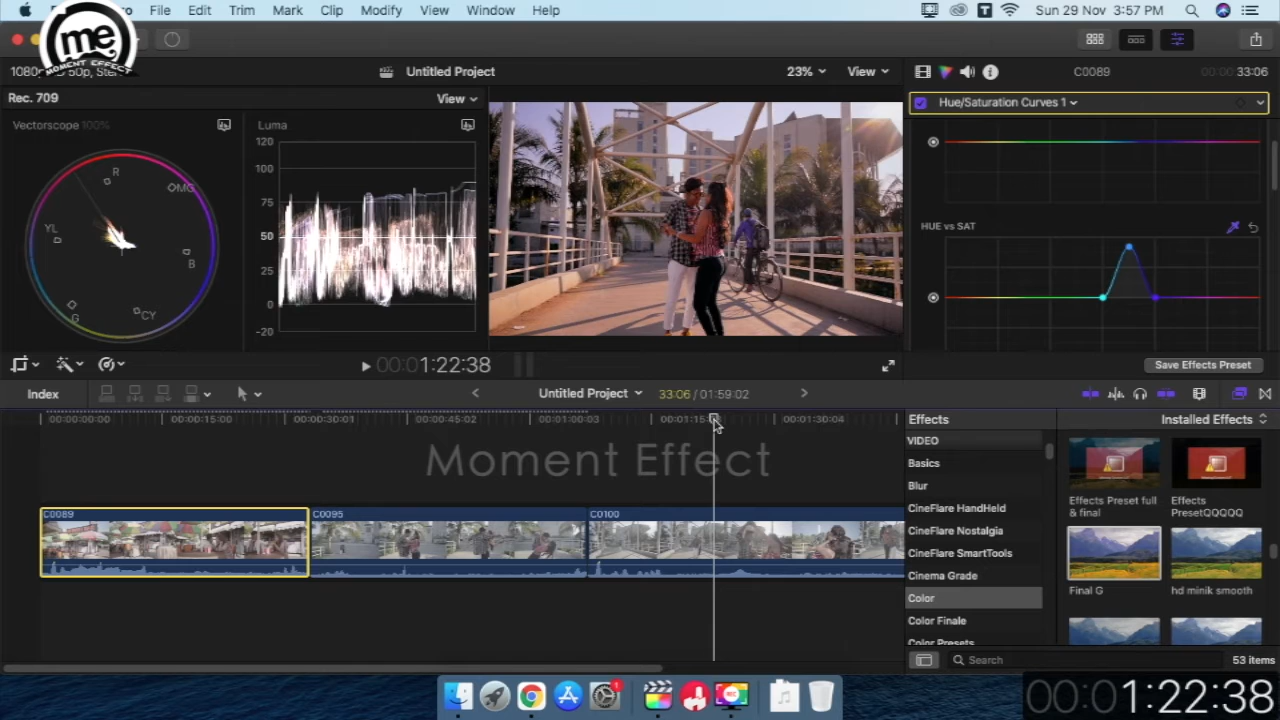 File Edit Trim Mark Clip Modify View Window Help
T Sun 29 Nov 3:57 PM
me
MOMENT EFFECT
Untitled Project 23% View
C0089 33:06
Rec. 709 View
Hue/Saturation Curves 1
Vectorscope 100%
Luma
120
100
75
50
25
0
-20
R
MG
YL
B
G
CY
HUE vs SAT
00:01:22:38
Save Effects Preset
Index Untitled Project 33:06 / 01:59:02
00:00:00:00 00:00:15:00 00:00:30:01 00:00:45:02 00:01:00:03 00:01:30:04
Moment Effect
C0089 C0095 C0100
Effects Installed Effects
VIDEO
Basics
Blur
CineFlare HandHeld
CineFlare Nostalgia
CineFlare SmartTools
Cinema Grade
Color
Color Finale
Color Presets
Effects Preset full & final
Effects PresetQQQQQ
Final G
hd minik smooth
Search 53 items
00:01:22:38